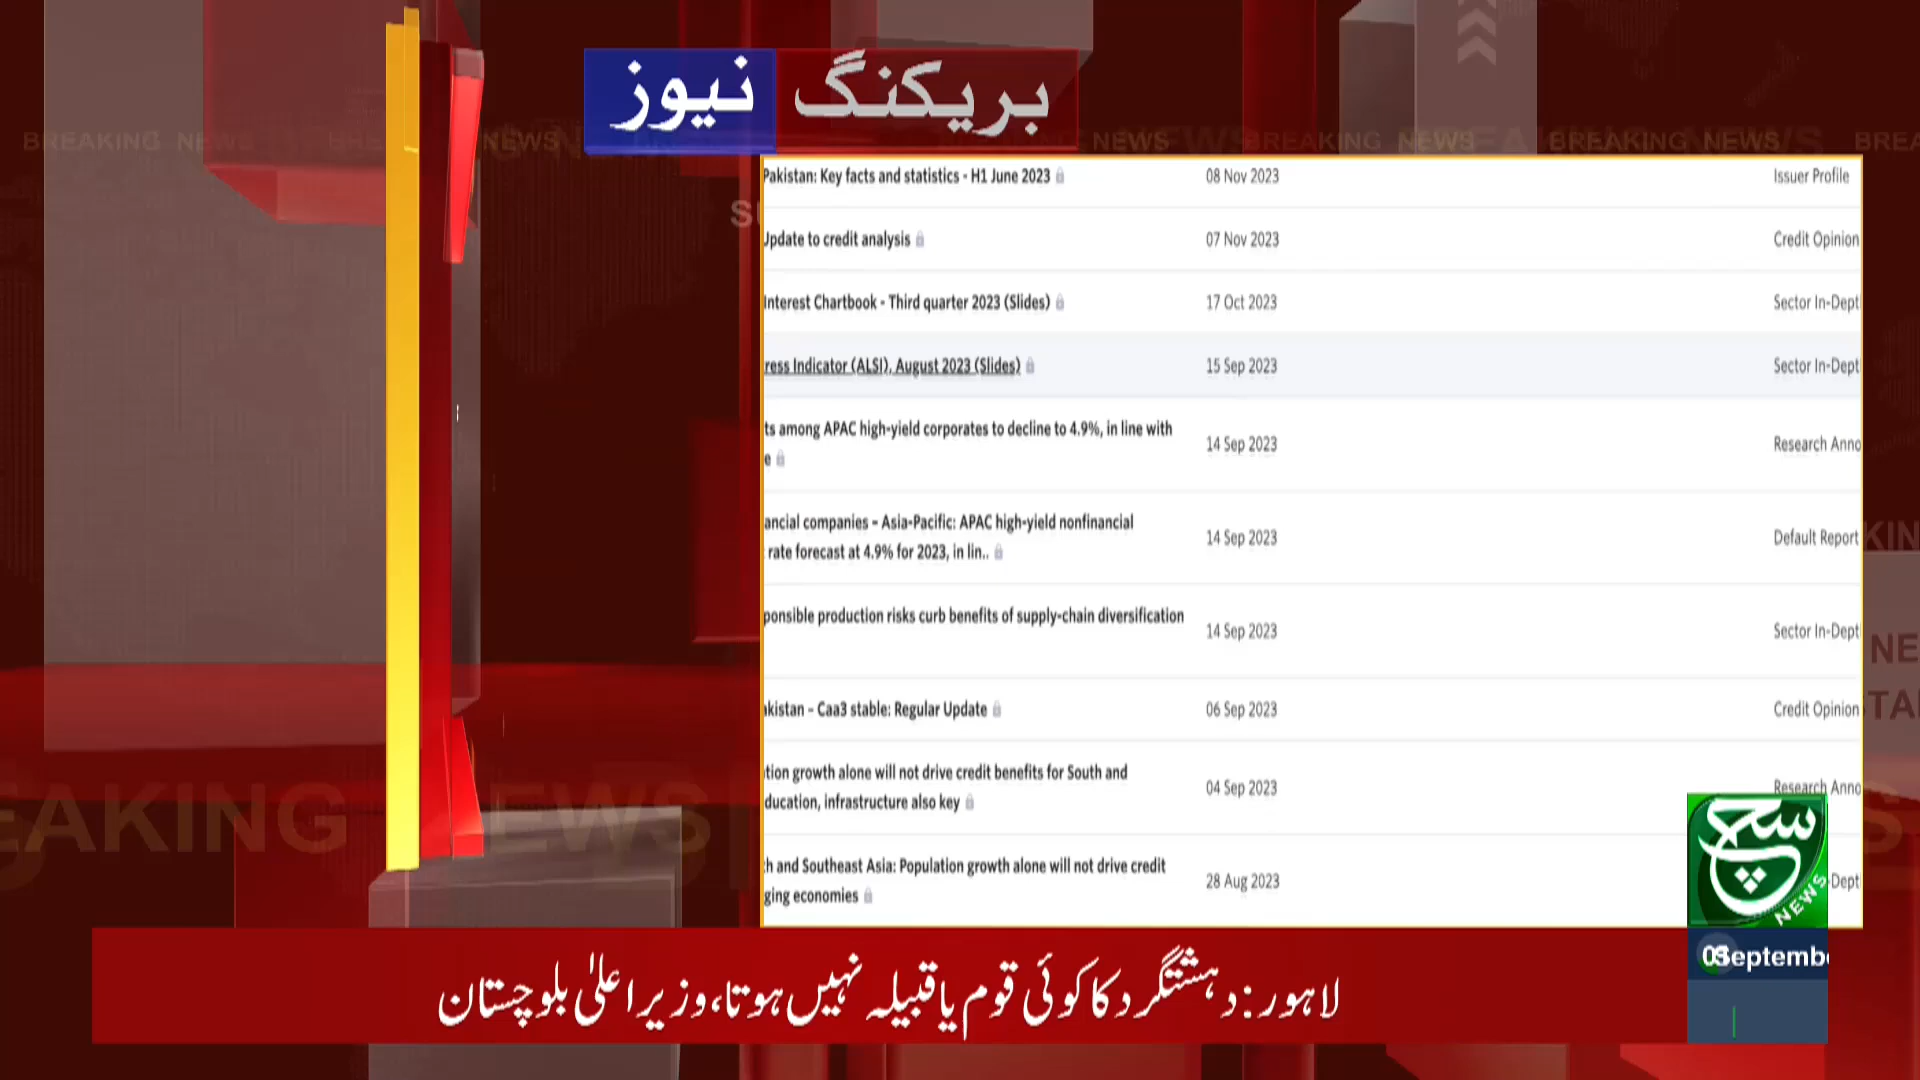 بریکنگ نیوز
BREAKING NEWS
Pakistan: Key facts and statistics - H1 June 2023 08 Nov 2023 Issuer Profile
Update to credit analysis 07 Nov 2023 Credit Opinion
Interest Chartbook - Third quarter 2023 (Slides) 17 Oct 2023 Sector In-Dept
ress Indicator (ALSI), August 2023 (Slides) 15 Sep 2023 Sector In-Dept
ts among APAC high-yield corporates to decline to 4.9%, in line with
e 14 Sep 2023 Research Anno
ancial companies – Asia-Pacific: APAC high-yield nonfinancial
rate forecast at 4.9% for 2023, in lin.. 14 Sep 2023 Default Report
ponsible production risks curb benefits of supply-chain diversification
14 Sep 2023 Sector In-Dept
akistan – Caa3 stable: Regular Update 06 Sep 2023 Credit Opinion
tion growth alone will not drive credit benefits for South and
ducation, infrastructure also key 04 Sep 2023 Research Anno
h and Southeast Asia: Population growth alone will not drive credit
ging economies 28 Aug 2023 -Dept
سچ
NEWS
Septembe
لاہور: دہشتگرد کا کوئی قوم یا قبیلہ نہیں ہوتا، وزیراعلیٰ بلوچستان